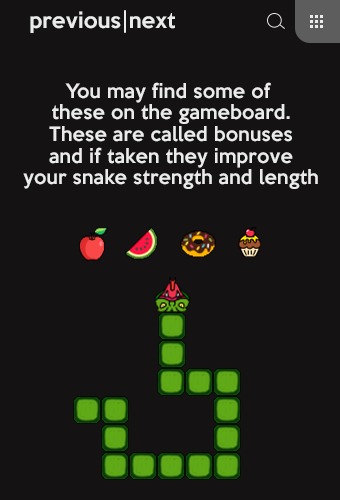 previous|next
You may find some of
these on the gameboard.
These are called bonuses
and if taken they improve
your snake strength and length